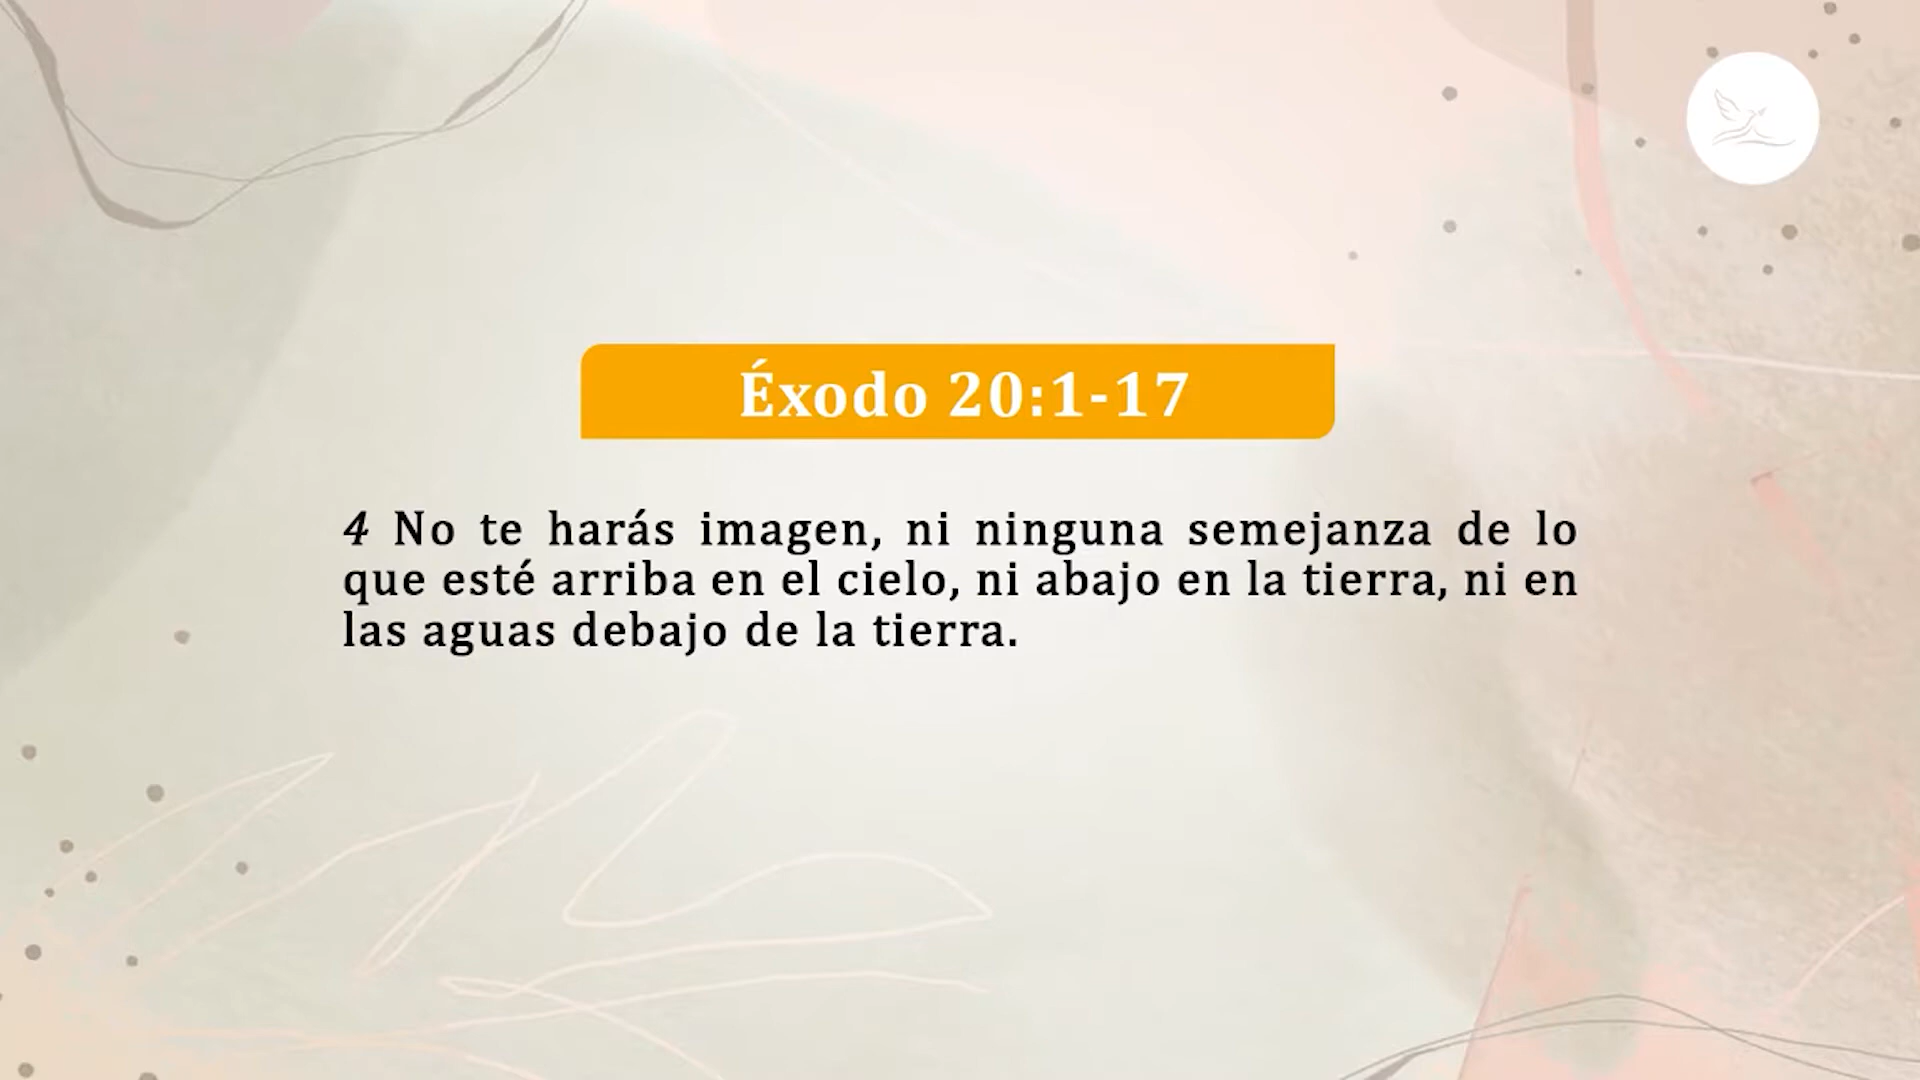 Éxodo 20:1-17
4 No te harás imagen, ni ninguna semejanza de lo
que esté arriba en el cielo, ni abajo en la tierra, ni en
las aguas debajo de la tierra.